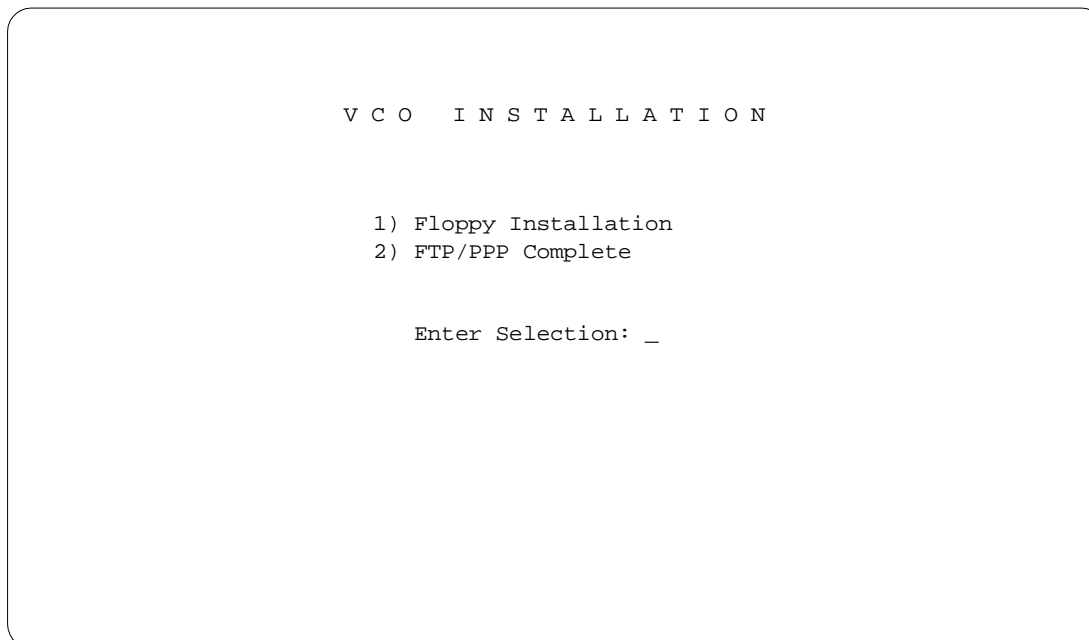 V C O   I N S T A L L A T I O N
1) Floppy Installation
2) FTP/PPP Complete
Enter Selection: _